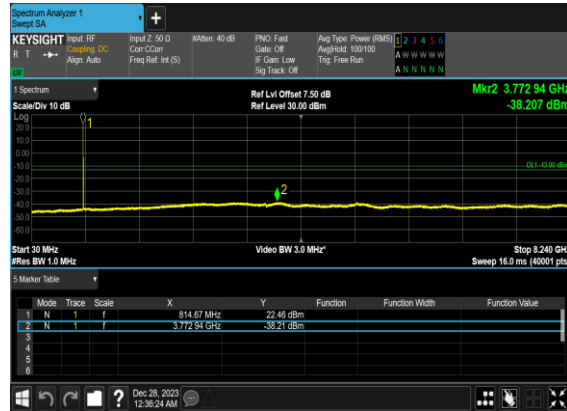 Spectrum Analyzer 1
Swept SA
+
KEYSIGHT Input: RF Input Z: 50 Ω #Atten: 40 dB PNO: Fast Avg Type: Power (RMS) 1 2 3 4 5 6
R T Coupling: DC Corr CCorr Gate: Off Avg|Hold: 100/100 A W W W W W
Align: Auto Freq Ref: Int (S) IF Gain: Low Trig: Free Run
Sig Track: Off A N N N N N
1 Spectrum Ref Lvl Offset 7.50 dB Mkr2 3.772 94 GHz
Scale/Div 10 dB Ref Level 30.00 dBm -38.207 dBm
Log
20.0
10.0
0.00
-10.0
-20.0
-30.0
-40.0
-50.0
-60.0
1
2
DL1 -13.00 dBm
Start 30 MHz Video BW 3.0 MHz* Stop 8.240 GHz
#Res BW 1.0 MHz Sweep 16.0 ms (40001 pts)
5 Marker Table
Mode Trace Scale X Y Function Function Width Function Value
1 N 1 f 814.67 MHz 22.46 dBm
2 N 1 f 3.772 94 GHz -38.21 dBm
3
4
5
6
? Dec 28, 2023
12:36:24 AM